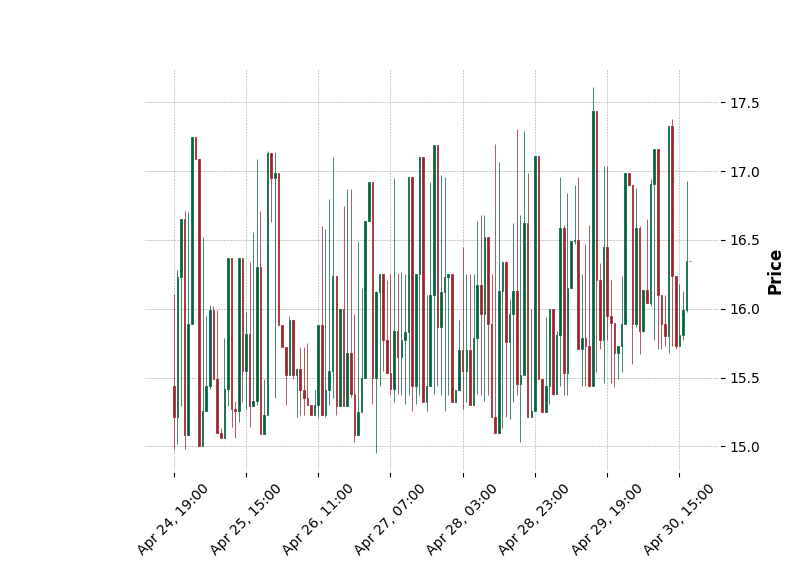 17.5
17.0
16.5
16.0
15.5
15.0
Price
Apr 24, 19:00
Apr 25, 15:00
Apr 26, 11:00
Apr 27, 07:00
Apr 28, 03:00
Apr 28, 23:00
Apr 29, 19:00
Apr 30, 15:00